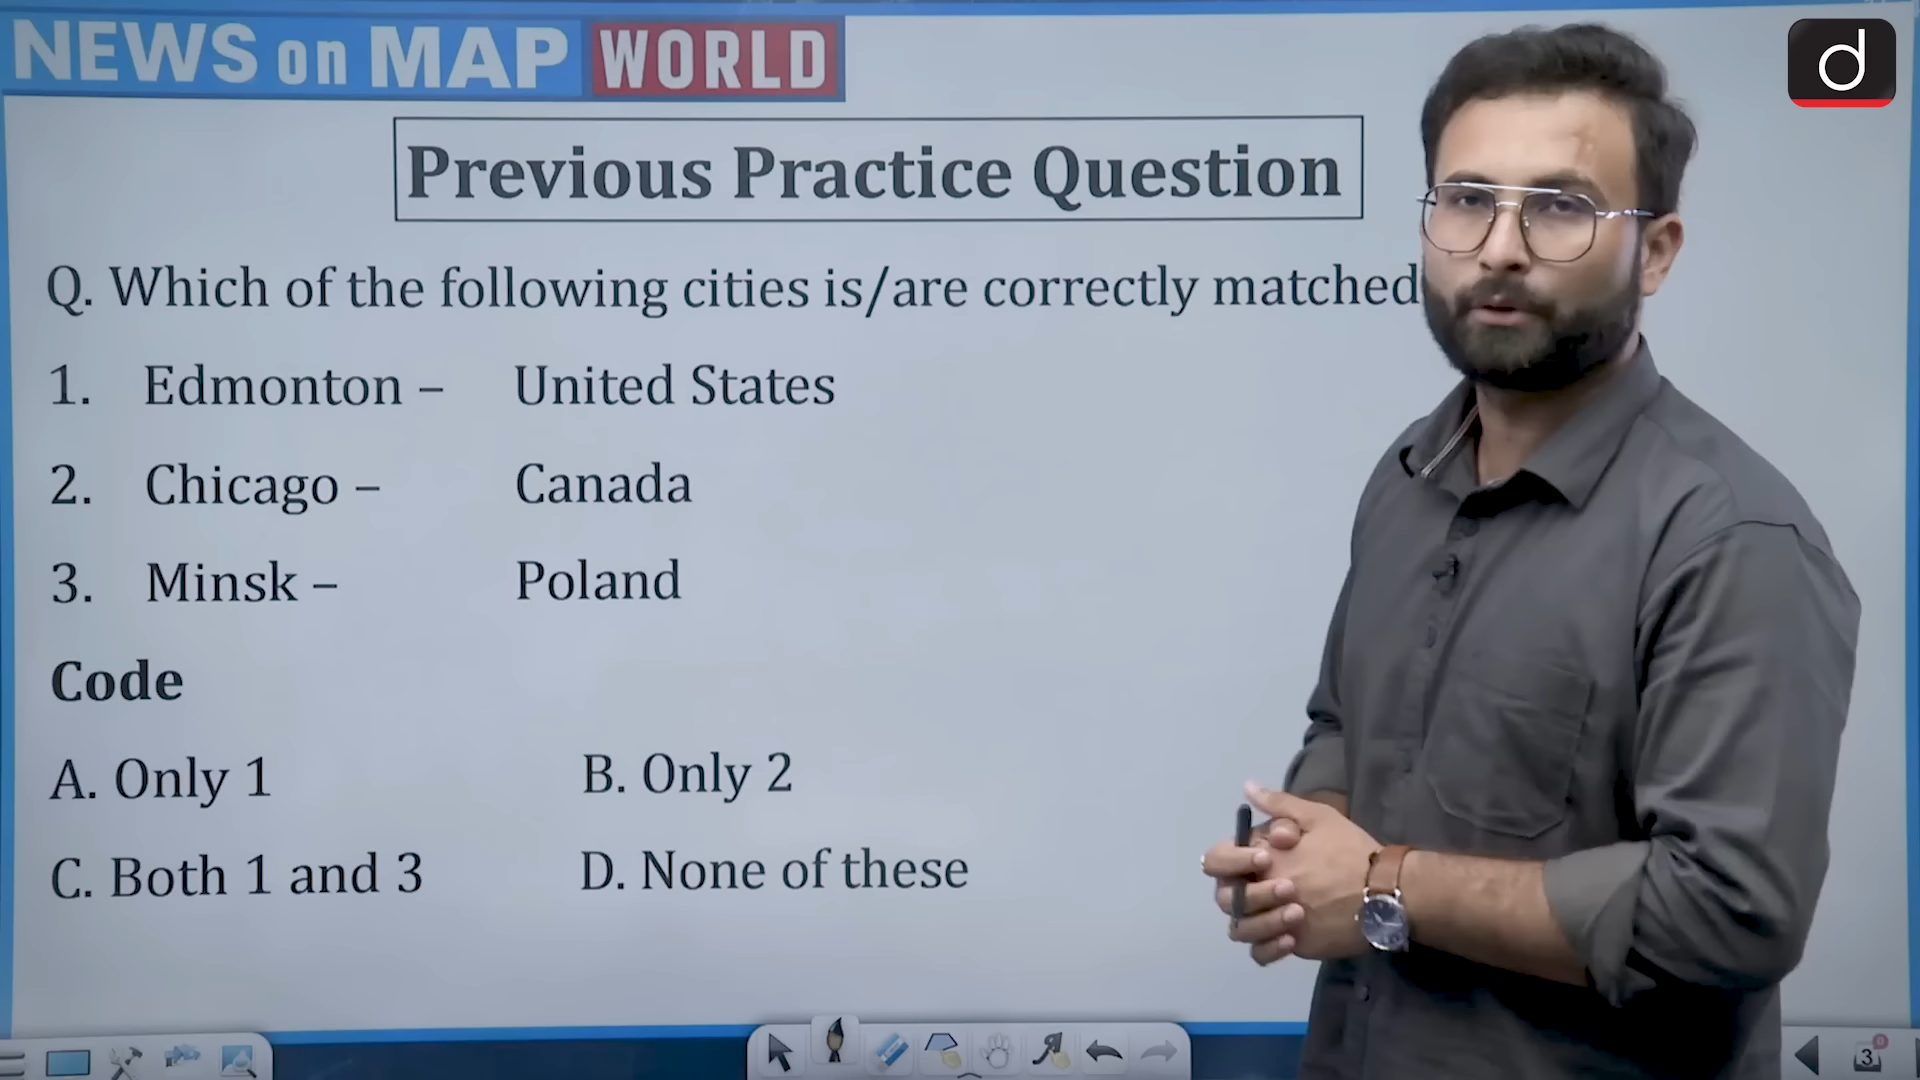 NEWS on MAP WORLD
d
Previous Practice Question
Q. Which of the following cities is/are correctly matched
1. Edmonton – United States
2. Chicago – Canada
3. Minsk – Poland
Code
A. Only 1 B. Only 2
C. Both 1 and 3 D. None of these
3